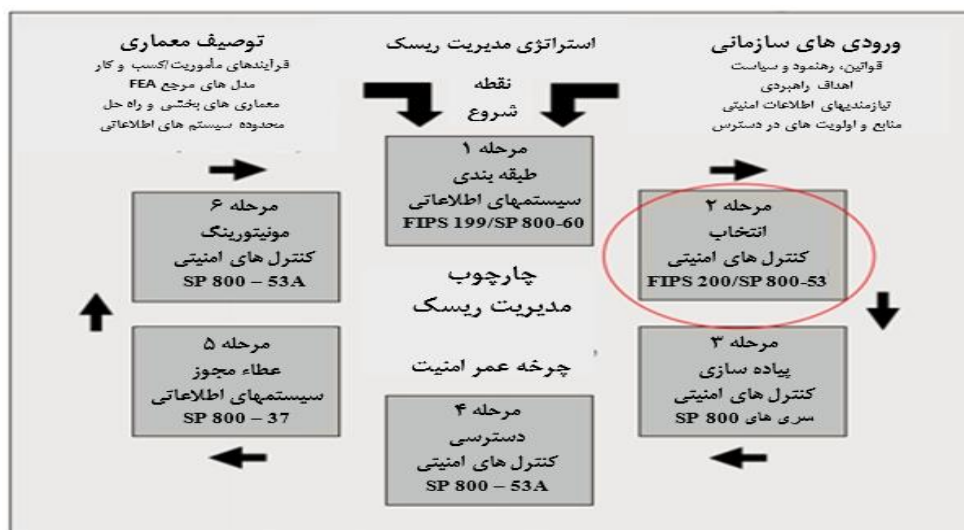 توصیف معماری
فرآیندهای مأموریت/کسب و کار
مدل های مرجع FEA
معماری های بخشی و راه حل
محدوده سیستم های اطلاعاتی
استراتژی مدیریت ریسک
نقطه
شروع
ورودی های سازمانی
قوانین، رهنمود و سیاست
اهداف راهبردی
نیازمندیهای اطلاعات امنیتی
منابع و اولویت های در دسترس
مرحله ۱
طبقه بندی
سیستمهای اطلاعاتی
FIPS 199/SP 800-60
مرحله ۲
انتخاب
کنترل های امنیتی
FIPS 200/SP 800-53
مرحله ۳
پیاده سازی
کنترل های امنیتی
سری های SP 800
مرحله ۴
دسترسی
کنترل های امنیتی
SP 800 – 53A
مرحله ۵
عطاء مجوز
سیستمهای اطلاعاتی
SP 800 – 37
مرحله ۶
مونیتورینگ
کنترل های امنیتی
SP 800 – 53A
چارچوب
مدیریت ریسک
چرخه عمر امنیت